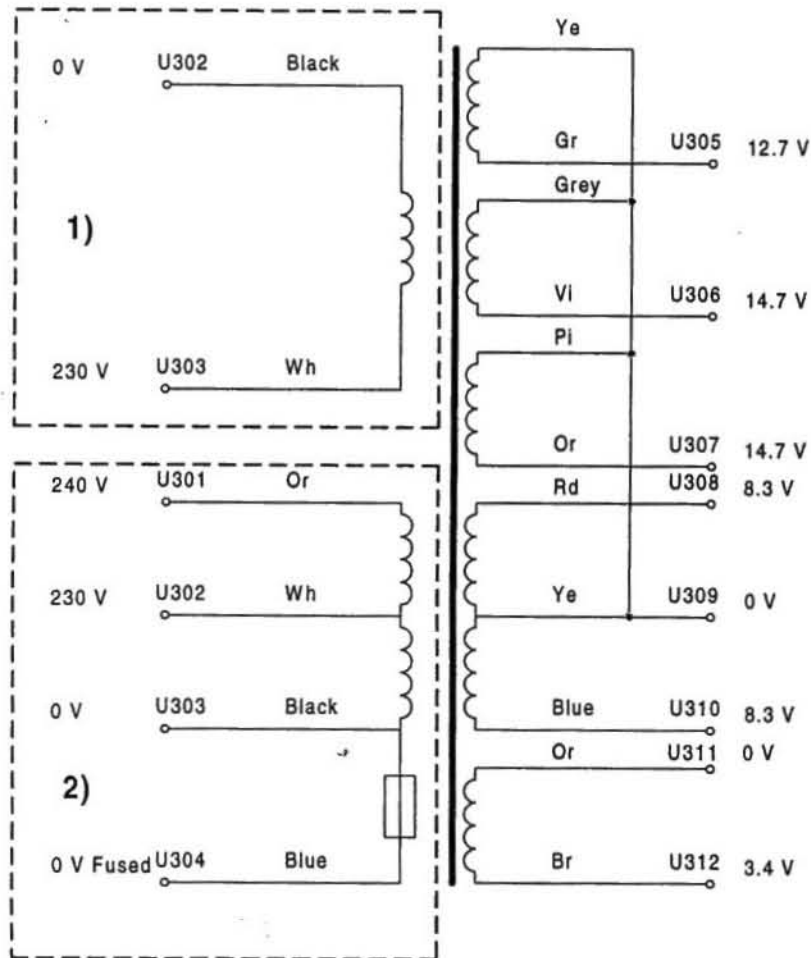 0 V U302 Black
1)
230 V U303 Wh
240 V U301 Or
230 V U302 Wh
0 V U303 Black
2)
0 V Fused U304 Blue
Ye
Gr U305 12.7 V
Grey
Vi U306 14.7 V
Pi
Or U307 14.7 V
Rd U308 8.3 V
Ye U309 0 V
Blue U310 8.3 V
Or U311 0 V
Br U312 3.4 V